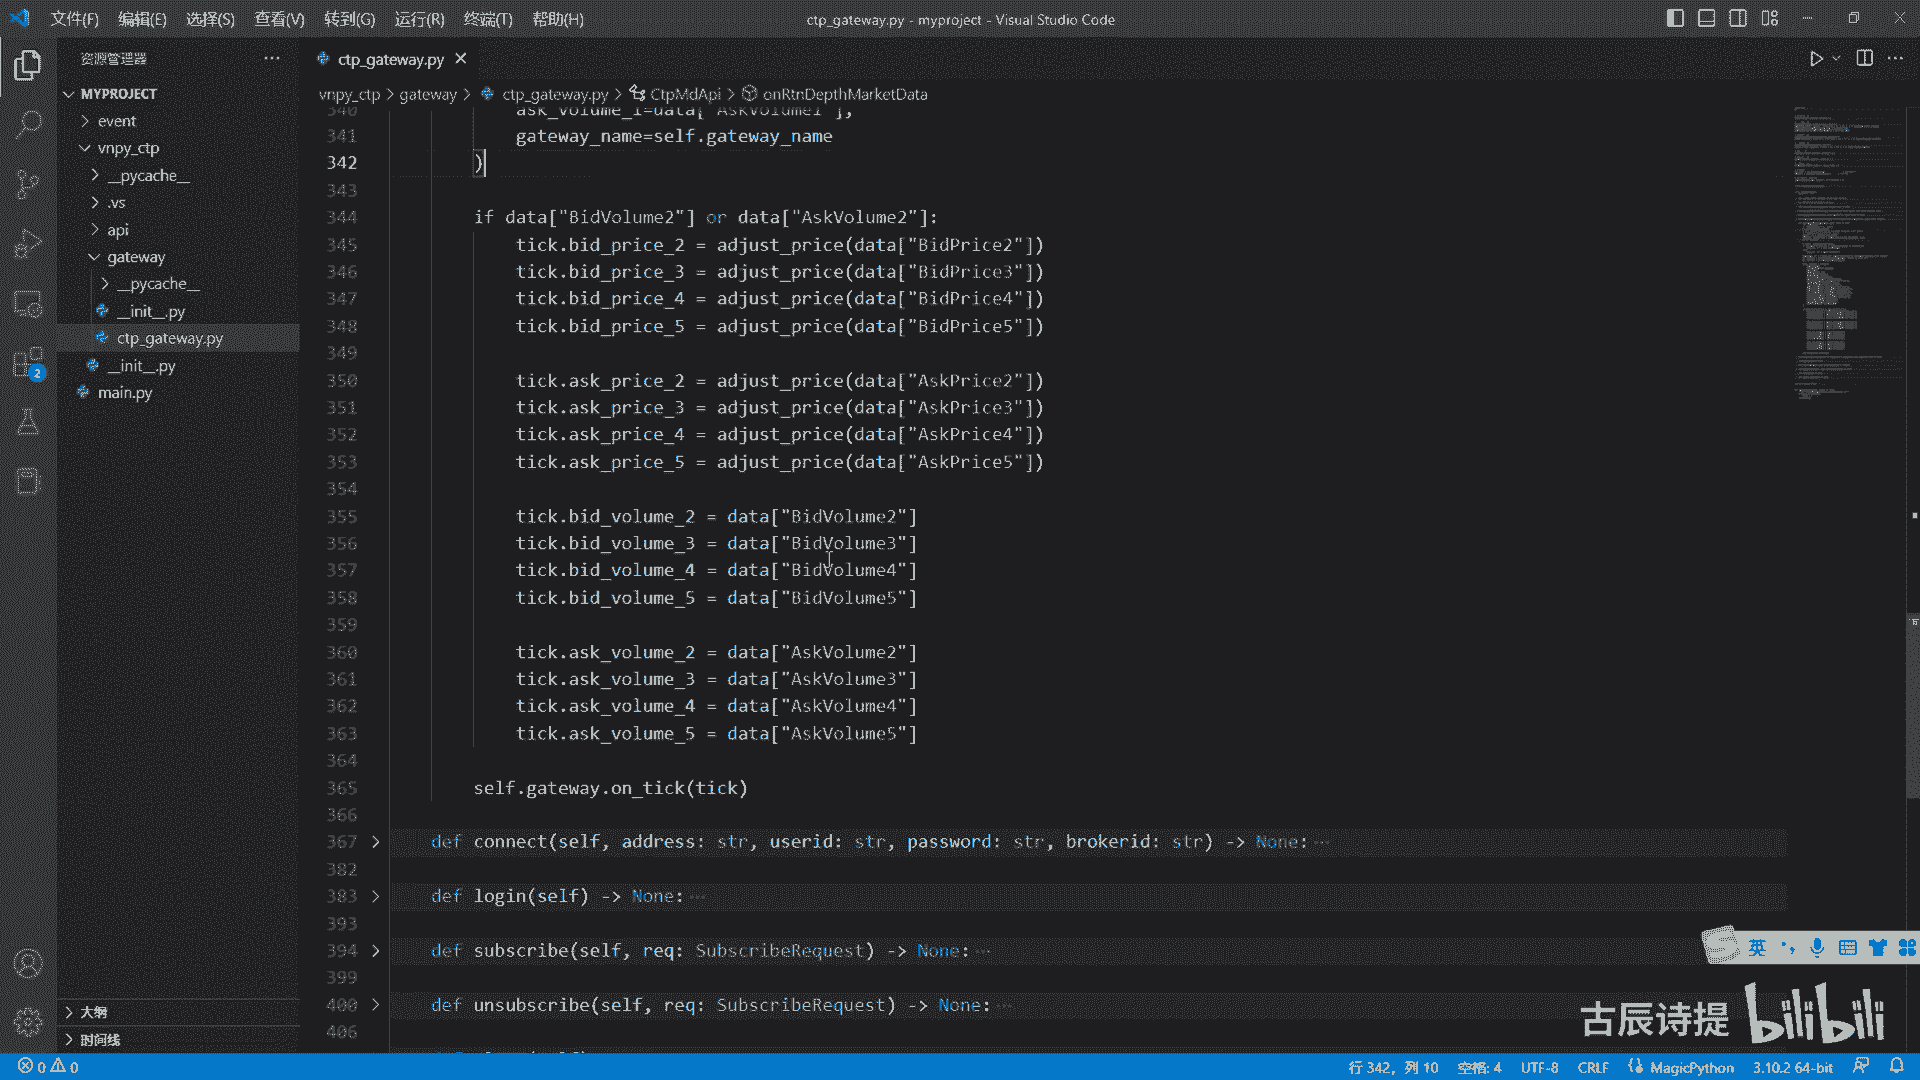 文件(F) 编辑(E) 选择(S) 查看(V) 转到(G) 运行(R) 终端(T) 帮助(H) ctp_gateway.py - myproject - Visual Studio Code
资源管理器
ctp_gateway.py
MYPROJECT
event
vnpy_ctp
__pycache__
.vs
api
gateway
__pycache__
__init__.py
ctp_gateway.py
__init__.py
main.py
大纲
时间线
2
vnpy_ctp > gateway > ctp_gateway.py > CtpMdApi > onRtnDepthMarketData
340 ask_volume_1=data["AskVolume1"],
341 gateway_name=self.gateway_name
342 )
343
344 if data["BidVolume2"] or data["AskVolume2"]:
345 tick.bid_price_2 = adjust_price(data["BidPrice2"])
346 tick.bid_price_3 = adjust_price(data["BidPrice3"])
347 tick.bid_price_4 = adjust_price(data["BidPrice4"])
348 tick.bid_price_5 = adjust_price(data["BidPrice5"])
349
350 tick.ask_price_2 = adjust_price(data["AskPrice2"])
351 tick.ask_price_3 = adjust_price(data["AskPrice3"])
352 tick.ask_price_4 = adjust_price(data["AskPrice4"])
353 tick.ask_price_5 = adjust_price(data["AskPrice5"])
354
355 tick.bid_volume_2 = data["BidVolume2"]
356 tick.bid_volume_3 = data["BidVolume3"]
357 tick.bid_volume_4 = data["BidVolume4"]
358 tick.bid_volume_5 = data["BidVolume5"]
359
360 tick.ask_volume_2 = data["AskVolume2"]
361 tick.ask_volume_3 = data["AskVolume3"]
362 tick.ask_volume_4 = data["AskVolume4"]
363 tick.ask_volume_5 = data["AskVolume5"]
364
365 self.gateway.on_tick(tick)
366
367 def connect(self, address: str, userid: str, password: str, brokerid: str) -> None:
382
383 def login(self) -> None:
393
394 def subscribe(self, req: SubscribeRequest) -> None:
399
400 def unsubscribe(self, req: SubscribeRequest) -> None:
406
英
古辰诗提 bilibili
0 0 行 342，列 10 空格: 4 UTF-8 CRLF MagicPython 3.10.2 64-bit